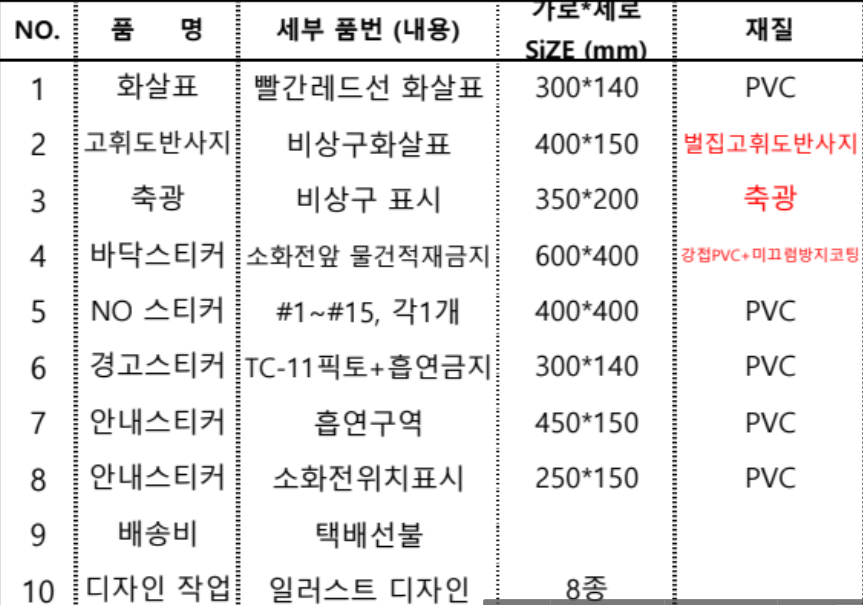 NO. 품 명 세부 품번 (내용) 가로*세로 SiZE (mm) 재질
1 화살표 빨간레드선 화살표 300*140 PVC
2 고휘도반사지 비상구화살표 400*150 벌집고휘도반사지
3 축광 비상구 표시 350*200 축광
4 바닥스티커 소화전앞 물건적재금지 600*400 강접PVC+미끄럼방지코팅
5 NO 스티커 #1~#15, 각1개 400*400 PVC
6 경고스티커 TC-11픽토+흡연금지 300*140 PVC
7 안내스티커 흡연구역 450*150 PVC
8 안내스티커 소화전위치표시 250*150 PVC
9 배송비 택배선불
10 디자인 작업 일러스트 디자인 8종